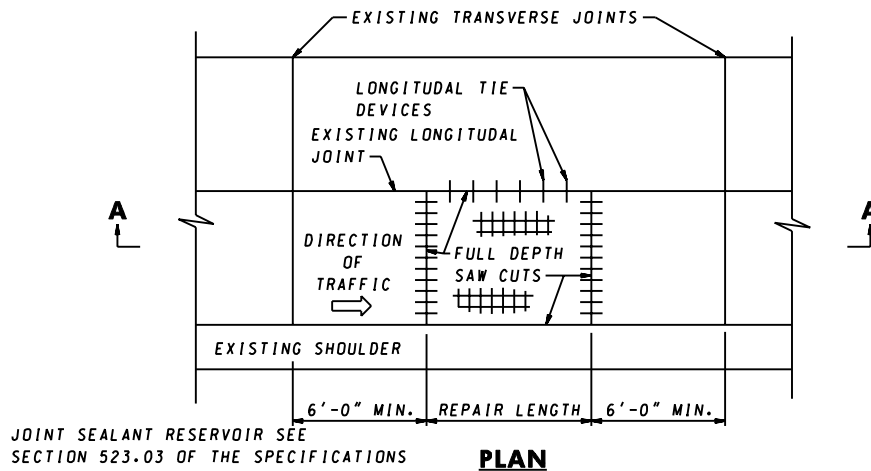 EXISTING TRANSVERSE JOINTS
LONGITUDAL TIE
DEVICES
EXISTING LONGITUDAL
JOINT
A
A
DIRECTION
OF
TRAFFIC
FULL DEPTH
SAW CUTS
EXISTING SHOULDER
6'-0" MIN.
REPAIR LENGTH
6'-0" MIN.
JOINT SEALANT RESERVOIR SEE
SECTION 523.03 OF THE SPECIFICATIONS
PLAN